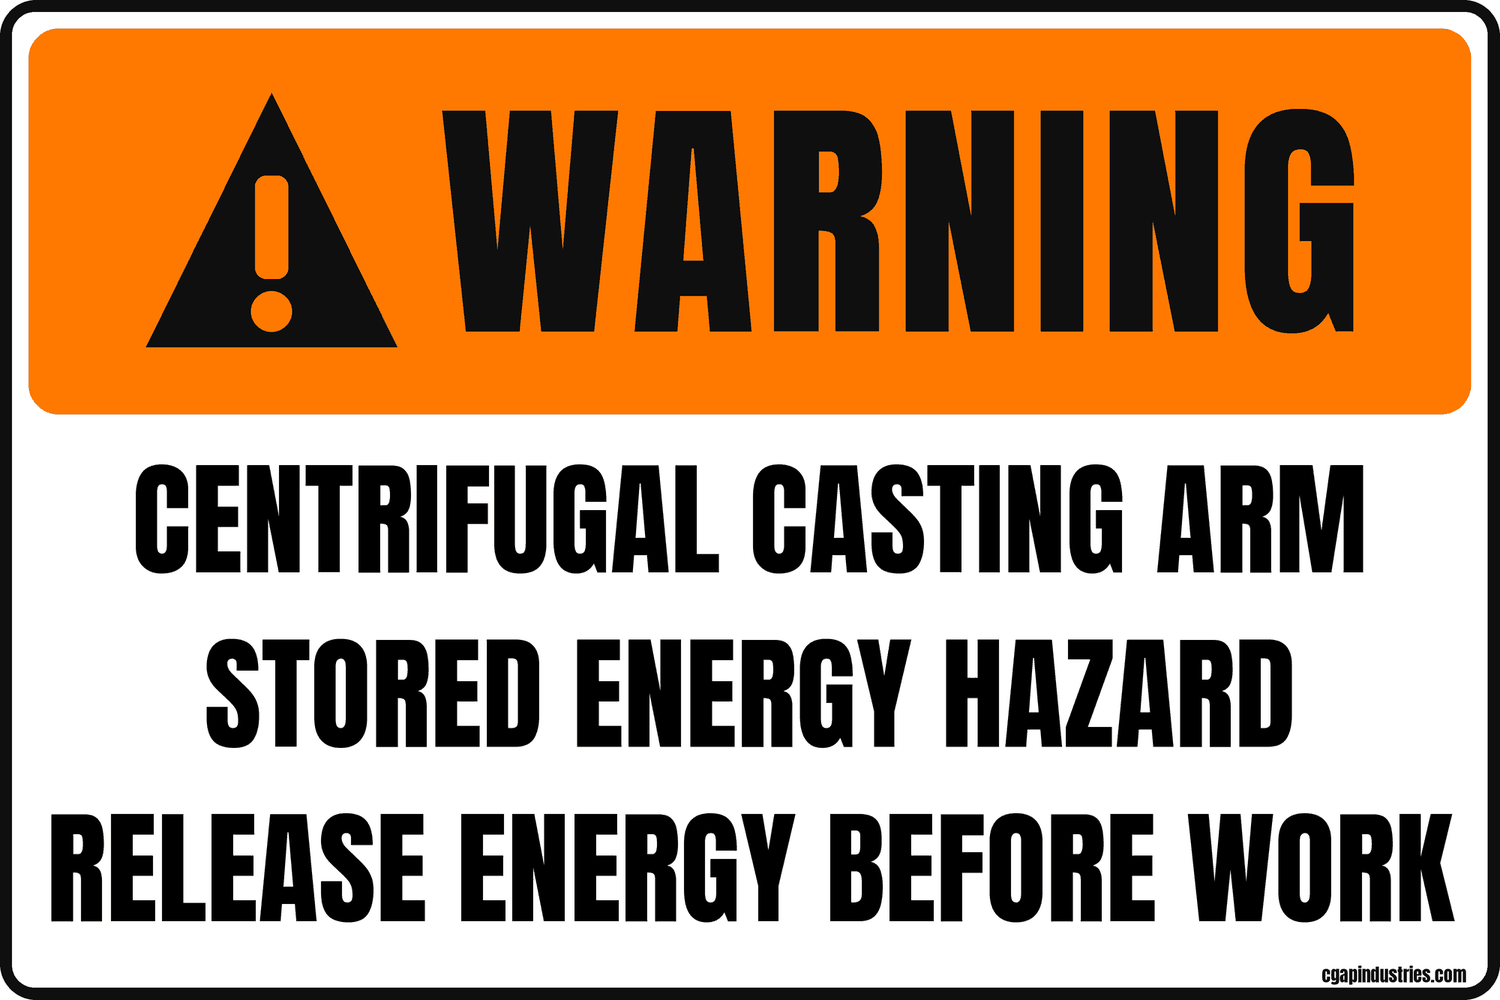 WARNING
CENTRIFUGAL CASTING ARM
STORED ENERGY HAZARD
RELEASE ENERGY BEFORE WORK
cgapindustries.com